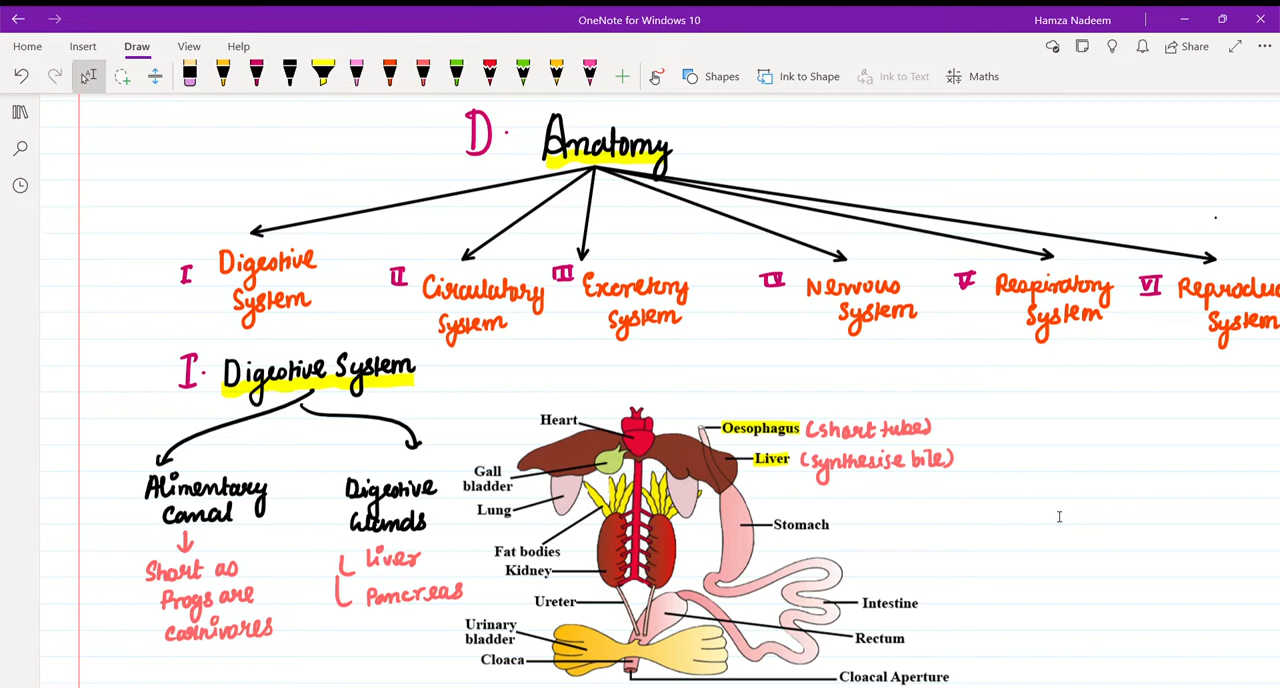 OneNote for Windows 10
Hamza Nadeem
Home Insert Draw View Help
Share
Shapes
Ink to Shape
Ink to Text
Maths
D. Anatomy
I Digestive System
II Circulatory System
III Excretory System
IV Nervous System
V Respiratory System
VI Reproduc
System
I. Digestive System
Alimentary
Canal
Short as
Frogs are
Carnivores
Digestive
Glands
Liver
Pancreas
Heart
Gall
bladder
Lung
Fat bodies
Kidney
Ureter
Urinary
bladder
Cloaca
Oesophagus (short tube)
Liver (synthesise bile)
Stomach
Intestine
Rectum
Cloacal Aperture